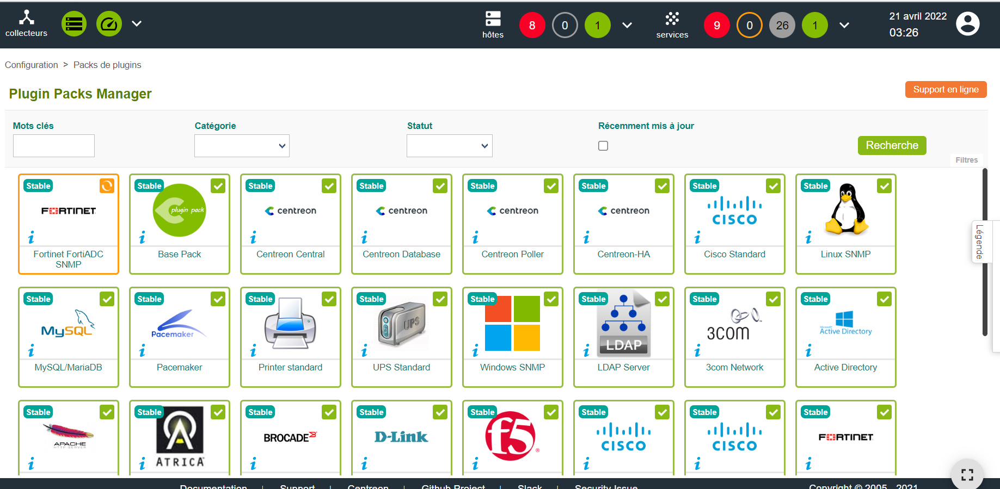 collecteurs
hôtes
8
0
1
services
9
0
26
1
21 avril 2022
03:26
Configuration > Packs de plugins
Plugin Packs Manager
Support en ligne
Mots clés
Catégorie
Statut
Récemment mis à jour
Recherche
Filtres
Légende
Stable
FORTINET
Fortinet FortiADC
SNMP
Stable
plugin pack
Base Pack
Stable
centreon
Centreon Central
Stable
centreon
Centreon Database
Stable
centreon
Centreon Poller
Stable
centreon
Centreon-HA
Stable
CISCO
Cisco Standard
Stable
Linux SNMP
Stable
MySQL
MySQL/MariaDB
Stable
Pacemaker
Pacemaker
Stable
Printer standard
Stable
UPS
UPS Standard
Stable
Windows SNMP
Stable
LDAP
LDAP Server
Stable
3com
3com Network
Stable
Microsoft
Active Directory
Active Directory
Stable
APACHE
HTTP SERVER
Stable
ATRICA
Stable
BROCADE
Stable
D-Link
Stable
f5
Stable
CISCO
Stable
CISCO
Stable
FORTINET
Documentation | Support | Centreon | Github Project | Slack | Security Issue
Copyright © 2005 - 2021